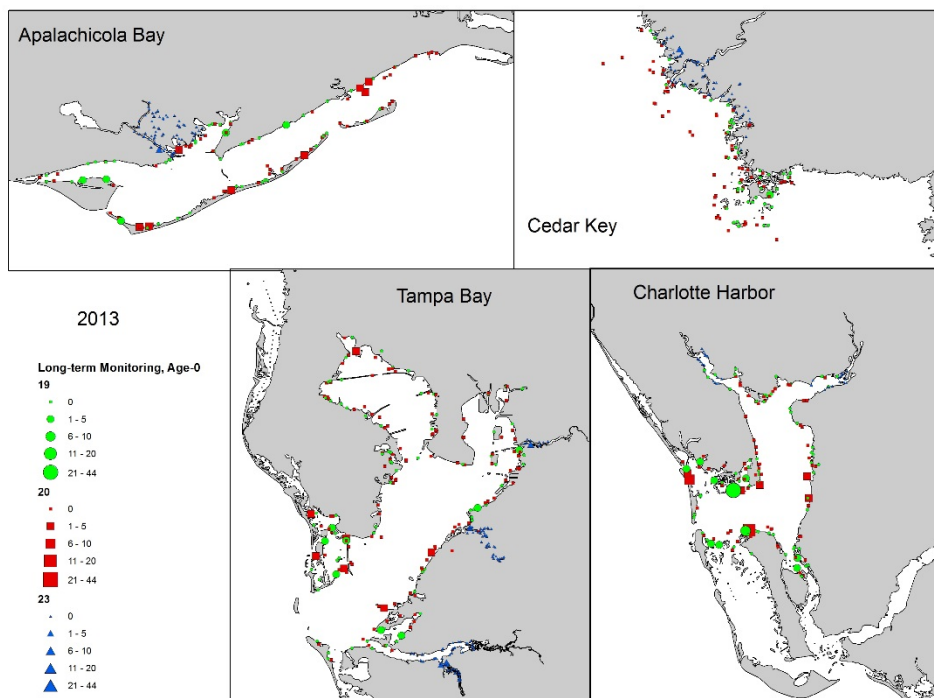 Apalachicola Bay
Cedar Key
Tampa Bay
Charlotte Harbor
2013
Long-term Monitoring, Age-0
19
0
1 - 5
6 - 10
11 - 20
21 - 44
20
0
1 - 5
6 - 10
11 - 20
21 - 44
23
0
1 - 5
6 - 10
11 - 20
21 - 44